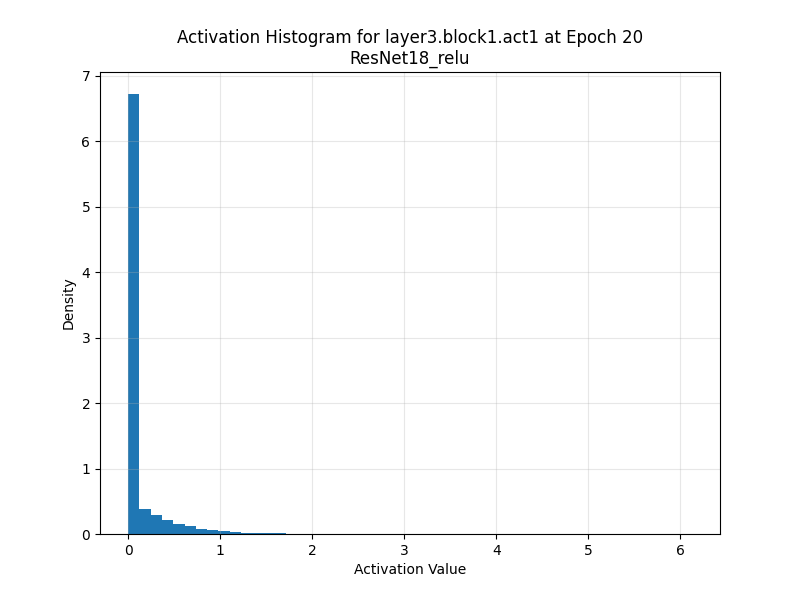 Activation Histogram for layer3.block1.act1 at Epoch 20
ResNet18_relu
7
6
5
4
3
2
1
0
Density
0 1 2 3 4 5 6
Activation Value